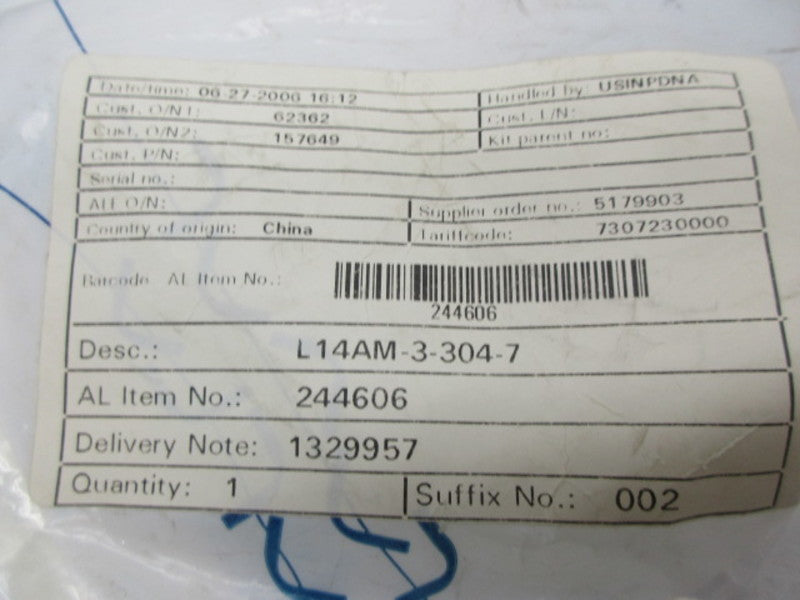 Date/time: 06-27-2006 16:12 Handled by: USINPDNA
Cust. O/N1: 62362 Cust. L/N:
Cust. O/N2: 157649 Kit parent no:
Cust. P/N:
Serial no.:
Alf O/N: Supplier order no.: 5179903
Country of origin: China Tariffcode: 7307230000
Barcode AL Item No.:
244606
Desc.: L14AM-3-304-7
AL Item No.: 244606
Delivery Note: 1329957
Quantity: 1 Suffix No.: 002